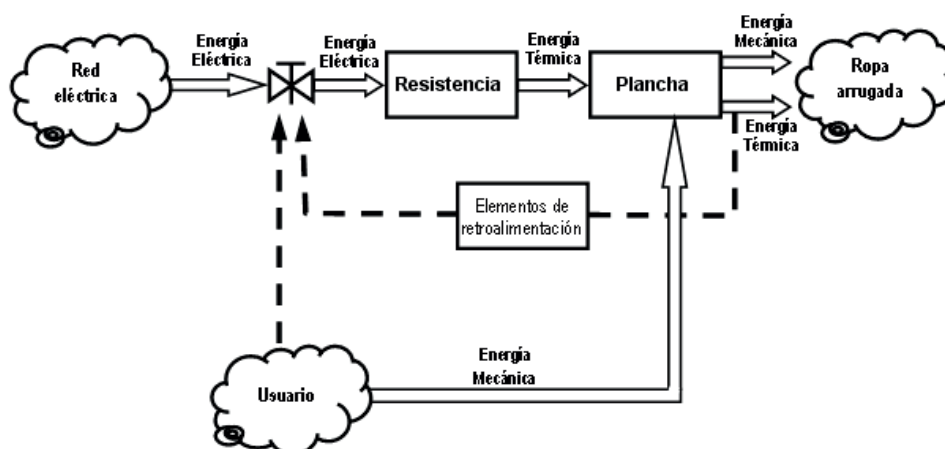 Red
eléctrica
Energía
Eléctrica
Energía
Eléctrica
Resistencia
Energía
Térmica
Plancha
Energía
Mecánica
Energía
Térmica
Ropa
arrugada
Elementos de
retroalimentación
Usuario
Energía
Mecánica